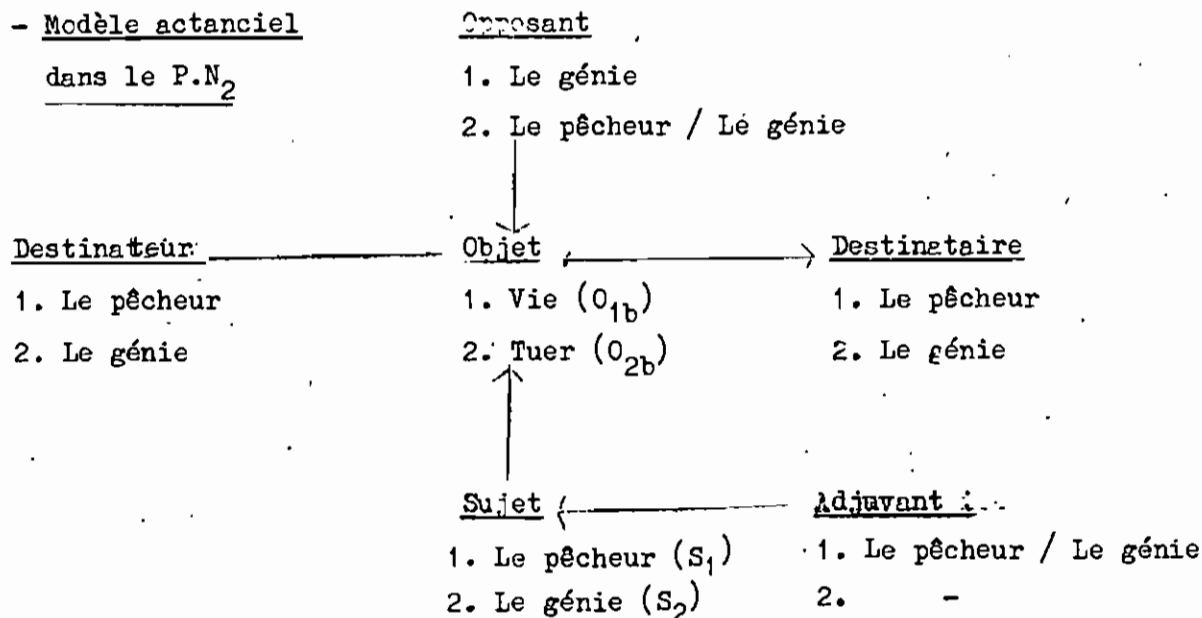 - Modèle actanciel
dans le P.N2
Opposant
1. Le génie
2. Le pêcheur / Le génie
Destinateur:
1. Le pêcheur
2. Le génie
Objet
1. Vie (O1b)
2. Tuer (O2b)
Destinataire
1. Le pêcheur
2. Le génie
Sujet
1. Le pêcheur (S1)
2. Le génie (S2)
Adjuvant :
1. Le pêcheur / Le génie
2. -